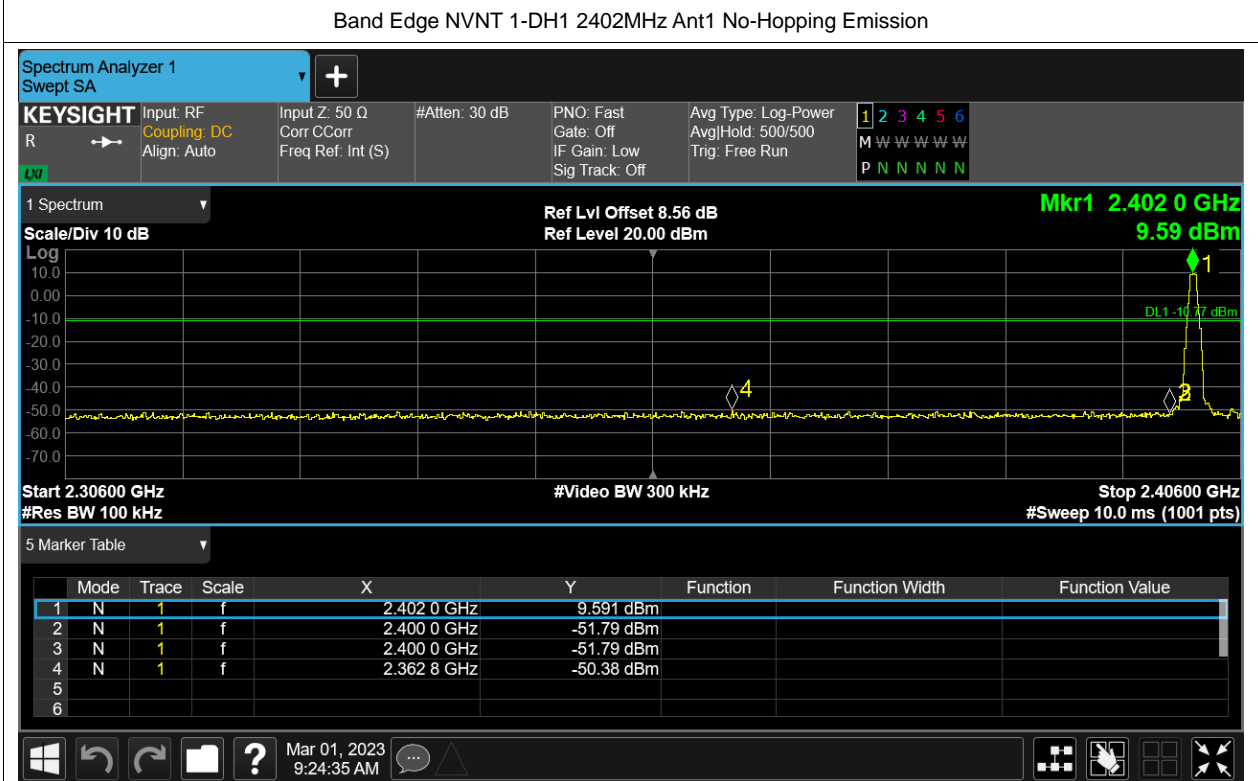 Band Edge NVNT 1-DH1 2402MHz Ant1 No-Hopping Emission
Spectrum Analyzer 1
Swept SA
+
KEYSIGHT Input: RF Input Z: 50 Ω #Atten: 30 dB PNO: Fast Avg Type: Log-Power 1 2 3 4 5 6
R Coupling: DC Corr CCorr Gate: Off Avg|Hold: 500/500 M W W W W W
Align: Auto Freq Ref: Int (S) IF Gain: Low Trig: Free Run
LXI Sig Track: Off P N N N N N
1 Spectrum Ref Lvl Offset 8.56 dB Mkr1 2.402 0 GHz
Scale/Div 10 dB Ref Level 20.00 dBm 9.59 dBm
Log
10.0 1
0.00
-10.0 DL1 -10.77 dBm
-20.0
-30.0
-40.0 4
-50.0
-60.0
-70.0
Start 2.30600 GHz #Video BW 300 kHz Stop 2.40600 GHz
#Res BW 100 kHz #Sweep 10.0 ms (1001 pts)
5 Marker Table
Mode Trace Scale X Y Function Function Width Function Value
1 N 1 f 2.402 0 GHz 9.591 dBm
2 N 1 f 2.400 0 GHz -51.79 dBm
3 N 1 f 2.400 0 GHz -51.79 dBm
4 N 1 f 2.362 8 GHz -50.38 dBm
5
6
? Mar 01, 2023
9:24:35 AM